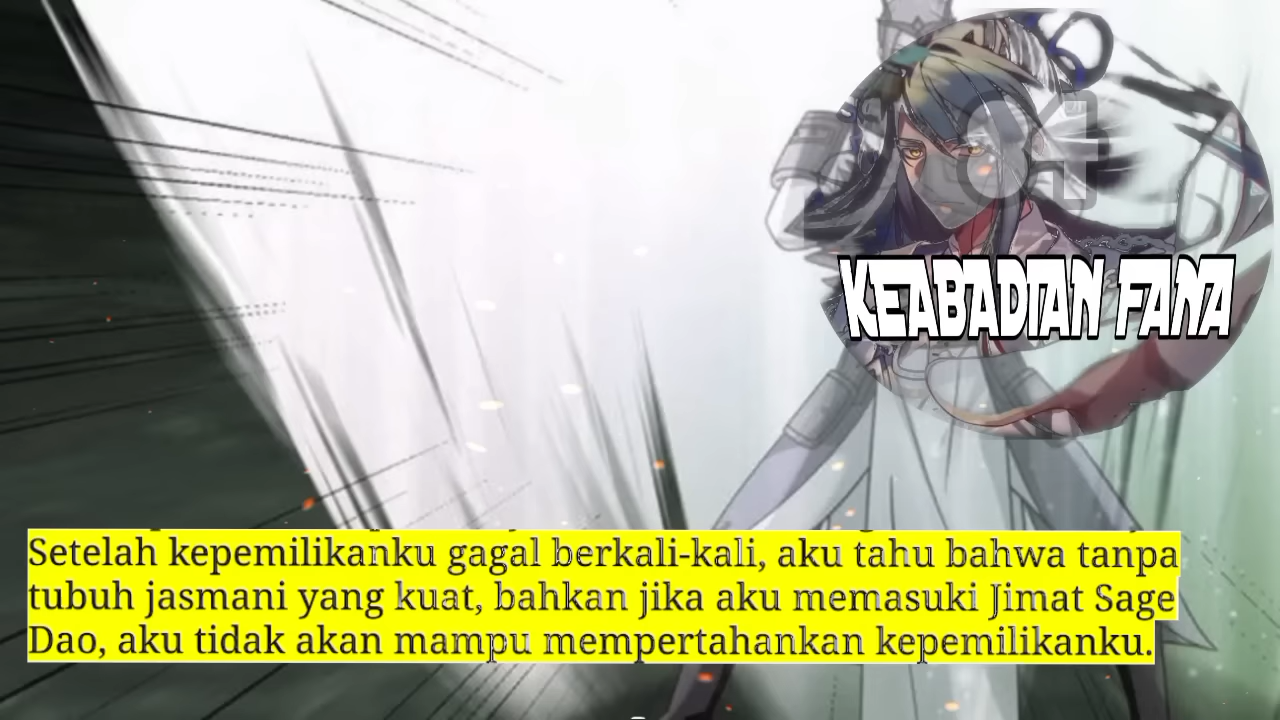 KEABADIAN FANA
Setelah kepemilikanku gagal berkali-kali, aku tahu bahwa tanpa
tubuh jasmani yang kuat, bahkan jika aku memasuki Jimat Sage
Dao, aku tidak akan mampu mempertahankan kepemilikanku.